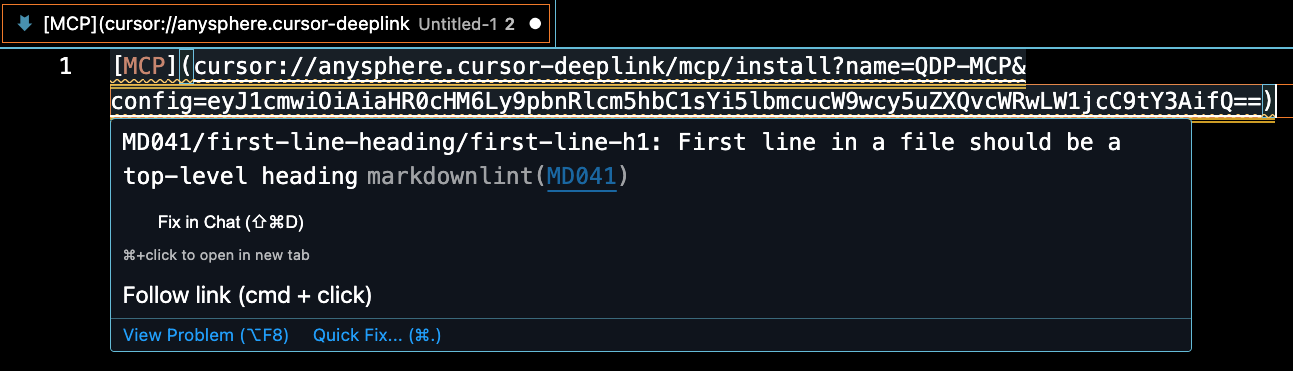 [MCP](cursor://anysphere.cursor-deeplink Untitled-1 2
1 [MCP](cursor://anysphere.cursor-deeplink/mcp/install?name=QDP-MCP&
config=eyJ1cmwiOiAiaHR0cHM6Ly9pbnRlcm5hbC1sYi5lbmcucW9wcy5uZXQvcWRwLW1jcC9tY3AifQ==)
MD041/first-line-heading/first-line-h1: First line in a file should be a
top-level heading markdownlint(MD041)
Fix in Chat (⇧⌘D)
⌘+click to open in new tab
Follow link (cmd + click)
View Problem (⌥F8) Quick Fix... (⌘.)